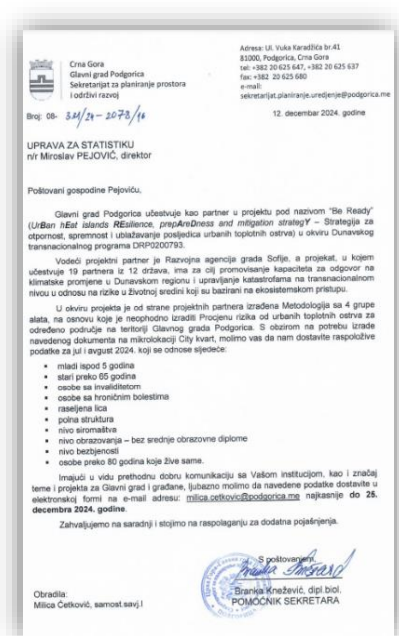 Crna Gora
Glavni grad Podgorica
Sekretarijat za planiranje prostora
i održivi razvoj
Adresa: Ul. Vuka Karadžića br.41
81000, Podgorica, Crna Gora
tel: +382 20 625 647, +382 20 625 637
fax: +382 20 625 680
e-mail:
sekretarijat.planiranje.uredjenje@podgorica.me
Broj: 08-
12. decembar 2024. godine
UPRAVA ZA STATISTIKU
n/r Miroslav PEJOVIĆ, direktor
Poštovani gospodine Pejoviću,
Glavni grad Podgorica učestvuje kao partner u projektu pod nazivom "Be Ready"
(UrBan hEat islands REsilience, prepAreDness and mitigation strategY – Strategija za
otpornost, spremnost i ublažavanje posljedica urbanih toplotnih ostrva) u okviru Dunavskog
transnacionalnog programa DRP0200793.
Vodeći projektni partner je Razvojna agencija grada Sofije, a projekat, u kojem
učestvuje 19 partnera iz 12 država, ima za cilj promovisanje kapaciteta za odgovor na
klimatske promjene u Dunavskom regionu i upravljanje katastrofama na transnacionalnom
nivou u odnosu na rizike u životnoj sredini koji su bazirani na ekosistemskom pristupu.
U okviru projekta je od strane projektnih partnera izrađena Metodologija sa 4 grupe
alata, na osnovu koje je neophodno izraditi Procjenu rizika od urbanih toplotnih ostrva za
određeno područje na teritoriji Glavnog grada Podgorica. S obzirom na potrebu izrade
navedenog dokumenta na mikrolokaciji City kvart, molimo vas da nam dostavite raspoložive
podatke za jul i avgust 2024. koji se odnose sljedeće:
• mladi ispod 5 godina
• stari preko 65 godina
• osobe sa invaliditetom
• osobe sa hroničnim bolestima
• raseljena lica
• polna struktura
• nivo siromaštva
• nivo obrazovanja – bez srednje obrazovne diplome
• nivo bezbjenosti
• osobe preko 80 godina koje žive same.
Imajući u vidu prethodnu dobru komunikaciju sa Vašom institucijom, kao i značaj
teme i projekta za Glavni grad i građane, ljubazno molimo da navedene podatke dostavite u
elektronskoj formi na e-mail adresu: milica.cetkovic@podgorica.me najkasnije do 25.
decembra 2024. godine.
Zahvaljujemo na saradnji i stojimo na raspolaganju za dodatna pojašnjenja.
S poštovanjem,
Branka Knežević, dipl.biol.
POMOĆNIK SEKRETARA
Obradila:
Milica Ćetković, samost.savj.I